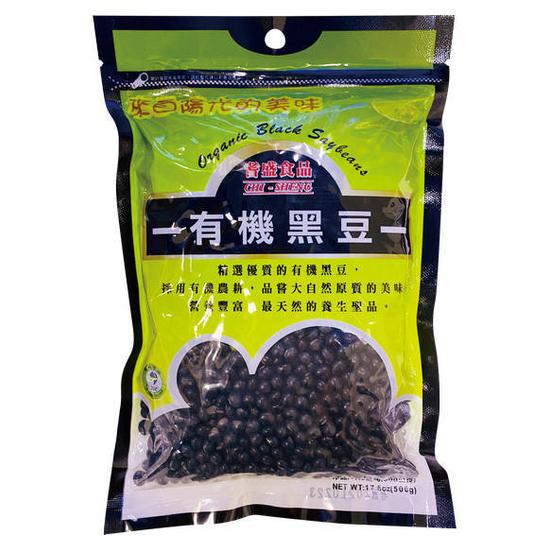 來自陽光的美味
Organic Black Soybeans
耆盛食品
CHI-SHENG
有機黑豆
精選優質的有機黑豆，
採用有機農耕，品嚐大自然原質的美味
營養豐富，最天然的養生聖品。
NET WT:17.6oz(500g)